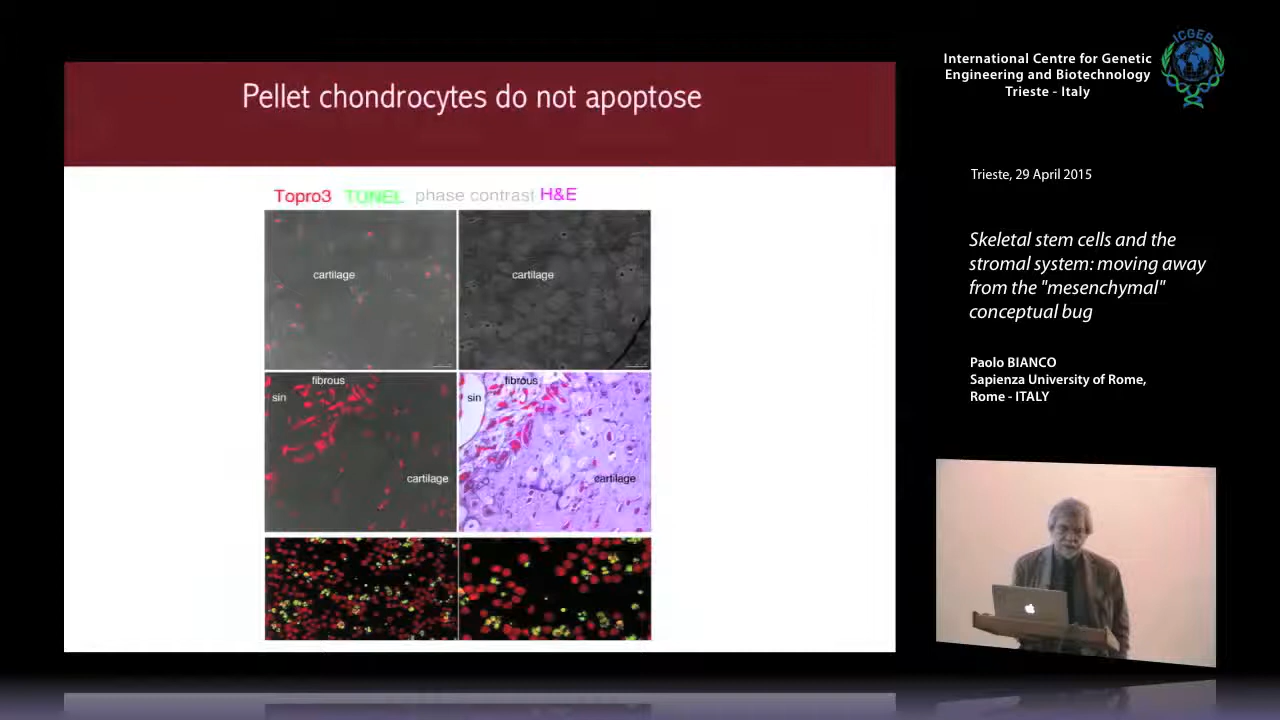 Pellet chondrocytes do not apoptose
Topro3 TUNEL phase contrast H&E
cartilage
cartilage
fibrous
sin
cartilage
fibrous
sin
cartilage
ICGEB
International Centre for Genetic
Engineering and Biotechnology
Trieste - Italy
Trieste, 29 April 2015
Skeletal stem cells and the
stromal system: moving away
from the "mesenchymal"
conceptual bug
Paolo BIANCO
Sapienza University of Rome,
Rome - ITALY